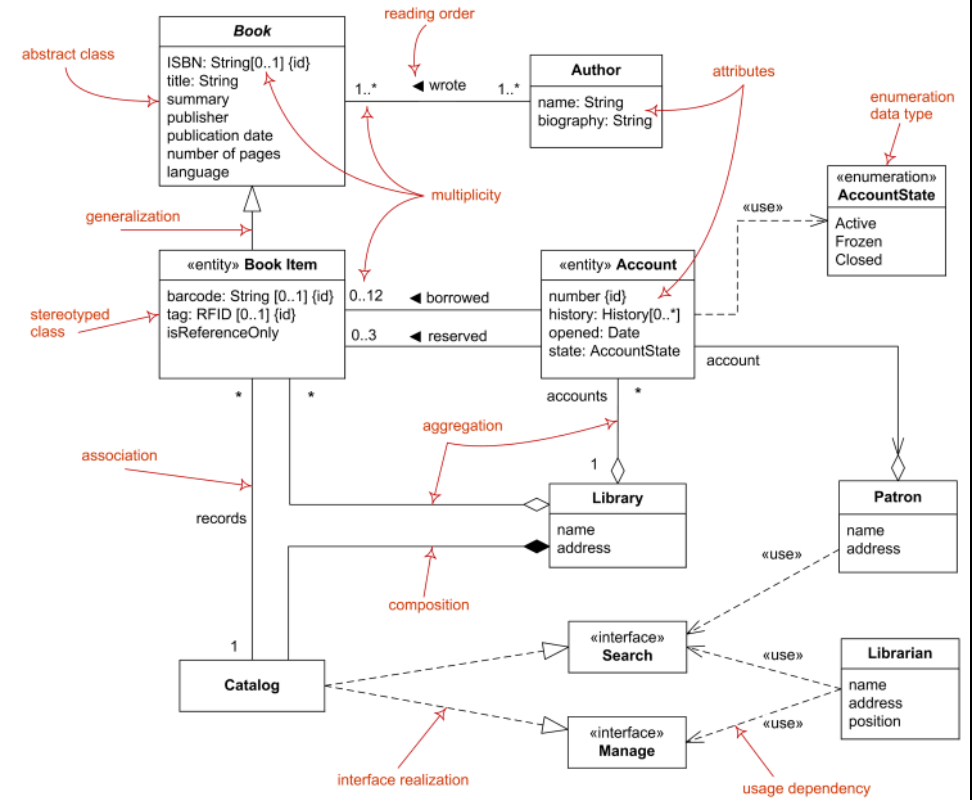 reading order
Book
abstract class
ISBN: String[0..1] {id}
title: String
summary
publisher
publication date
number of pages
language
1..*
◄ wrote
1..*
Author
name: String
biography: String
attributes
enumeration
data type
«enumeration»
AccountState
Active
Frozen
Closed
multiplicity
generalization
«use»
«entity» Book Item
barcode: String [0..1] {id}
tag: RFID [0..1] {id}
isReferenceOnly
stereotyped
class
0..12
◄ borrowed
0..3
◄ reserved
«entity» Account
number {id}
history: History[0..*]
opened: Date
state: AccountState
account
*
*
accounts
*
aggregation
association
1
records
Library
name
address
Patron
name
address
«use»
composition
1
Catalog
«interface»
Search
«use»
Librarian
name
address
position
«use»
«interface»
Manage
interface realization
usage dependency